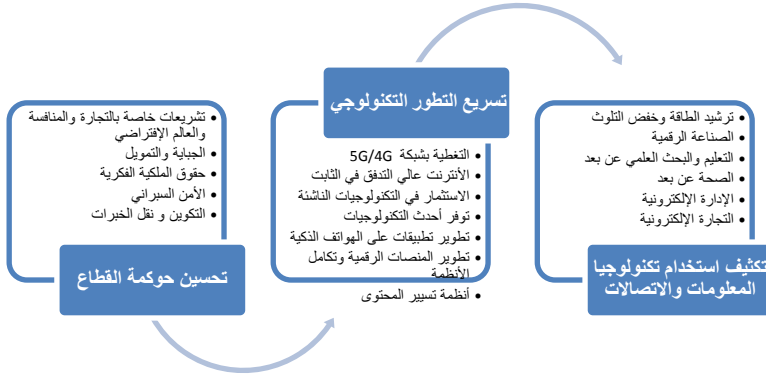 تشريعات خاصة بالتجارة والمنافسة
والعالم الإفتراضي
الجباية والتمويل
حقوق الملكية الفكرية
الأمن السبراني
التكوين و نقل الخبرات
تحسين حوكمة القطاع
تسريع التطور التكنولوجي
التغطية بشبكة 5G/4G
الأنترنت عالي التدفق في الثابت
الاستثمار في التكنولوجيات الناشئة
توفر أحدث التكنولوجيات
تطوير تطبيقات على الهواتف الذكية
تطوير المنصات الرقمية وتكامل
الأنظمة
أنظمة تسيير المحتوى
ترشيد الطاقة وخفض التلوث
الصناعة الرقمية
التعليم والبحث العلمي عن بعد
الصحة عن بعد
الإدارة الإلكترونية
التجارة الإلكترونية
تكثيف استخدام تكنولوجيا
المعلومات والاتصالات